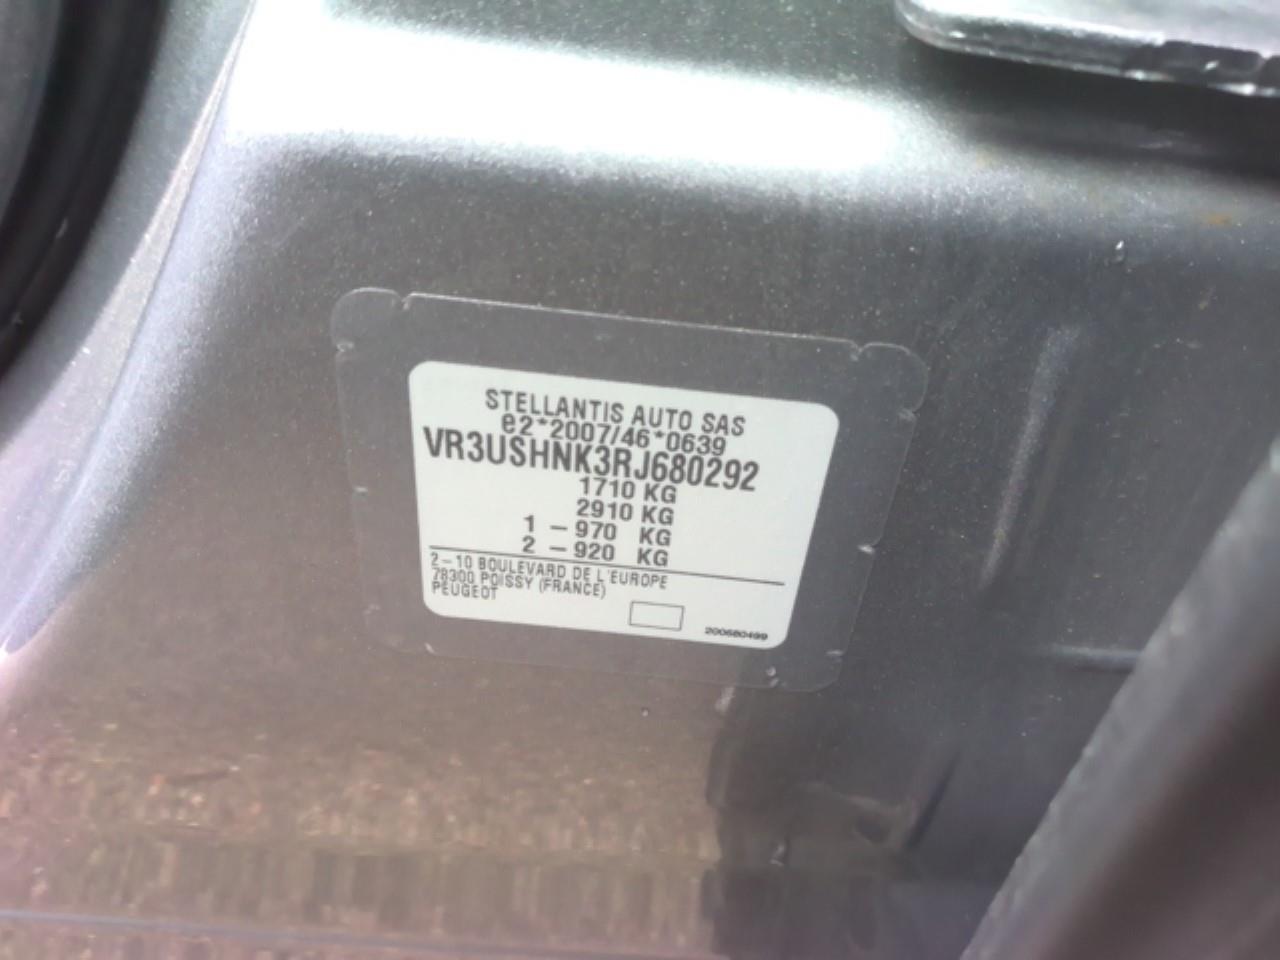 STELLANTIS AUTO SAS
e2*2007/46*0639
VR3USHNK3RJ680292
1710 KG
2910 KG
1 - 970 KG
2 - 920 KG
2-10 BOULEVARD DE L'EUROPE
78300 POISSY (FRANCE)
PEUGEOT
200680499